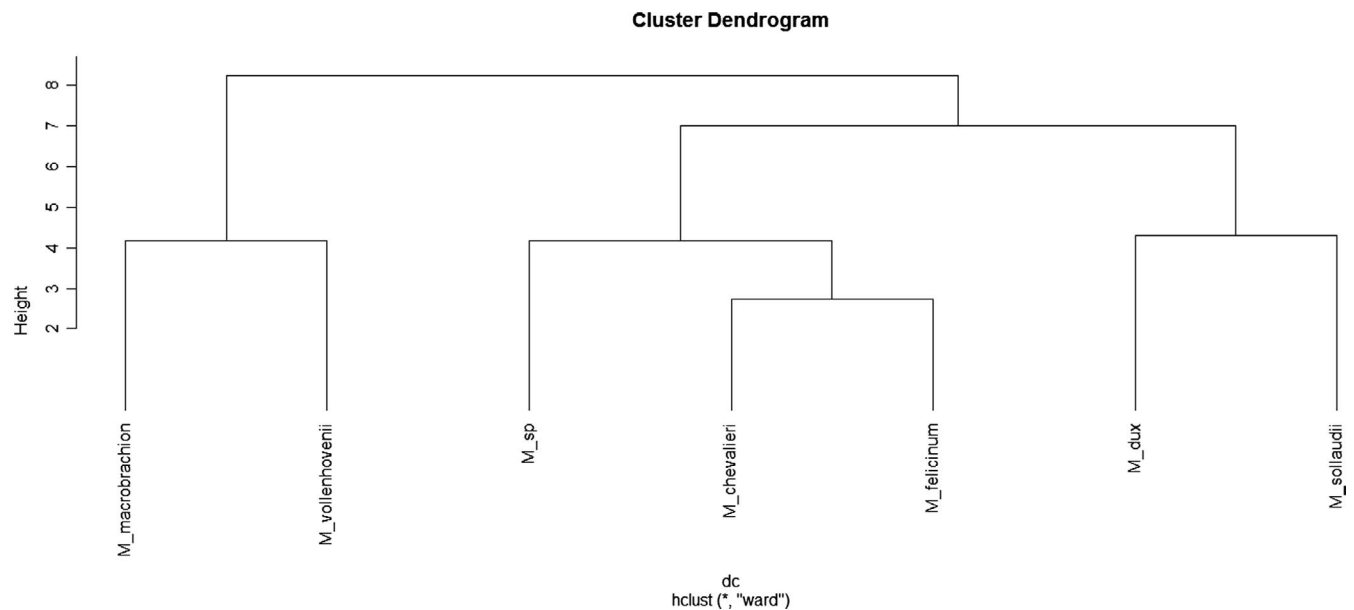 Cluster Dendrogram
8
7
6
5
4
3
2
Height
M_macrobrachion
M_vollenhovenii
M_sp
M_chevalieri
M_felicinum
M_dux
M_sollaudii
dc
hclust (*, "ward")